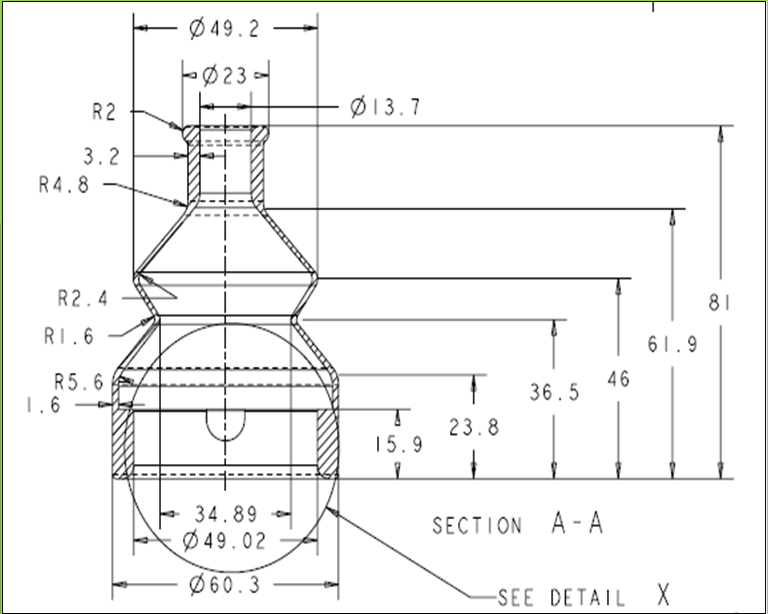 Ø49.2
Ø23
R2
Ø13.7
3.2
R4.8
R2.4
81
R1.6
61.9
R5.6
46
36.5
1.6
23.8
15.9
34.89
SECTION A-A
Ø49.02
Ø60.3
SEE DETAIL X